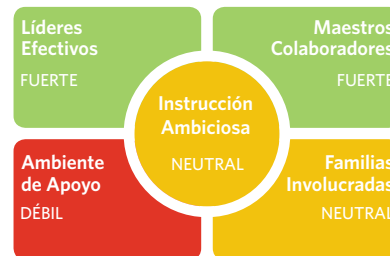 Líderes
Efectivos
FUERTE
Maestros
Colaboradores
FUERTE
Instrucción
Ambiciosa
NEUTRAL
Ambiente
de Apoyo
DÉBIL
Familias
Involucradas
NEUTRAL